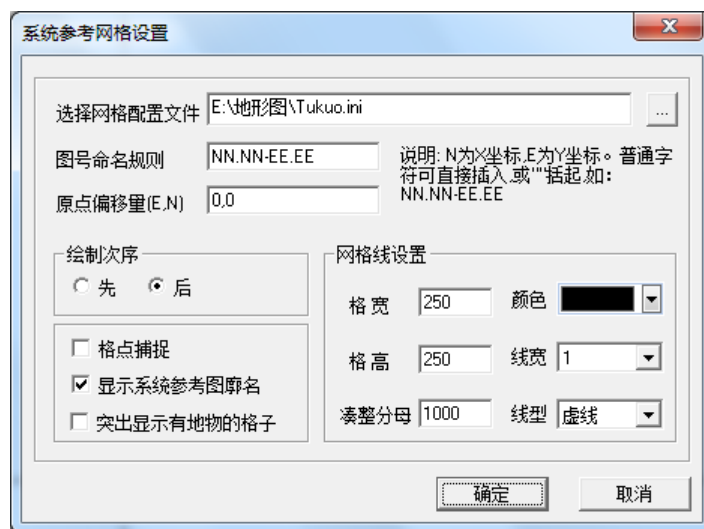 系统参考网格设置
选择网格配置文件 E:\地形图\Tukuo.ini ...
图号命名规则 NN.NN-EE.EE
说明: N为X坐标,E为Y坐标。普通字
符可直接插入,或""括起,如:
NN.NN-EE.EE
原点偏移量(E,N) 0,0
绘制次序
先 后
格点捕捉
显示系统参考图廓名
突出显示有地物的格子
网格线设置
格宽 250 颜色
格高 250 线宽 1
凑整分母 1000 线型 虚线
确定 取消